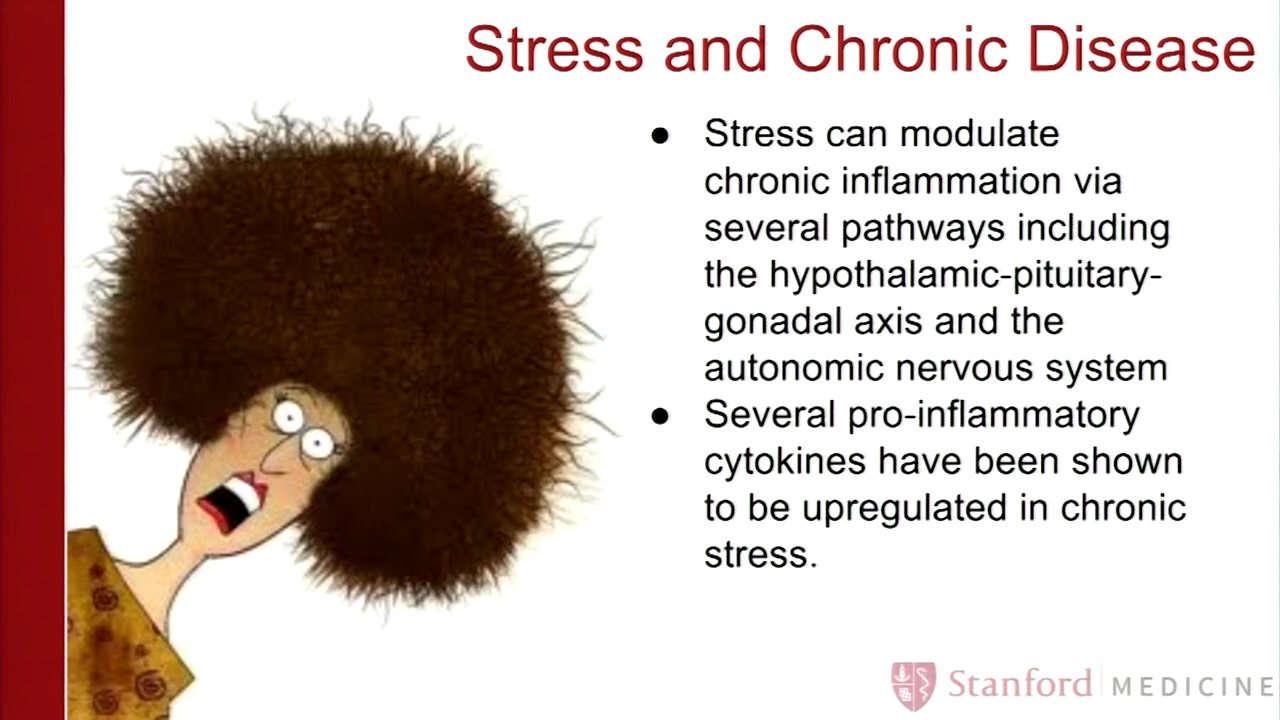 Stress and Chronic Disease
● Stress can modulate
chronic inflammation via
several pathways including
the hypothalamic-pituitary-
gonadal axis and the
autonomic nervous system
● Several pro-inflammatory
cytokines have been shown
to be upregulated in chronic
stress.
Stanford MEDICINE